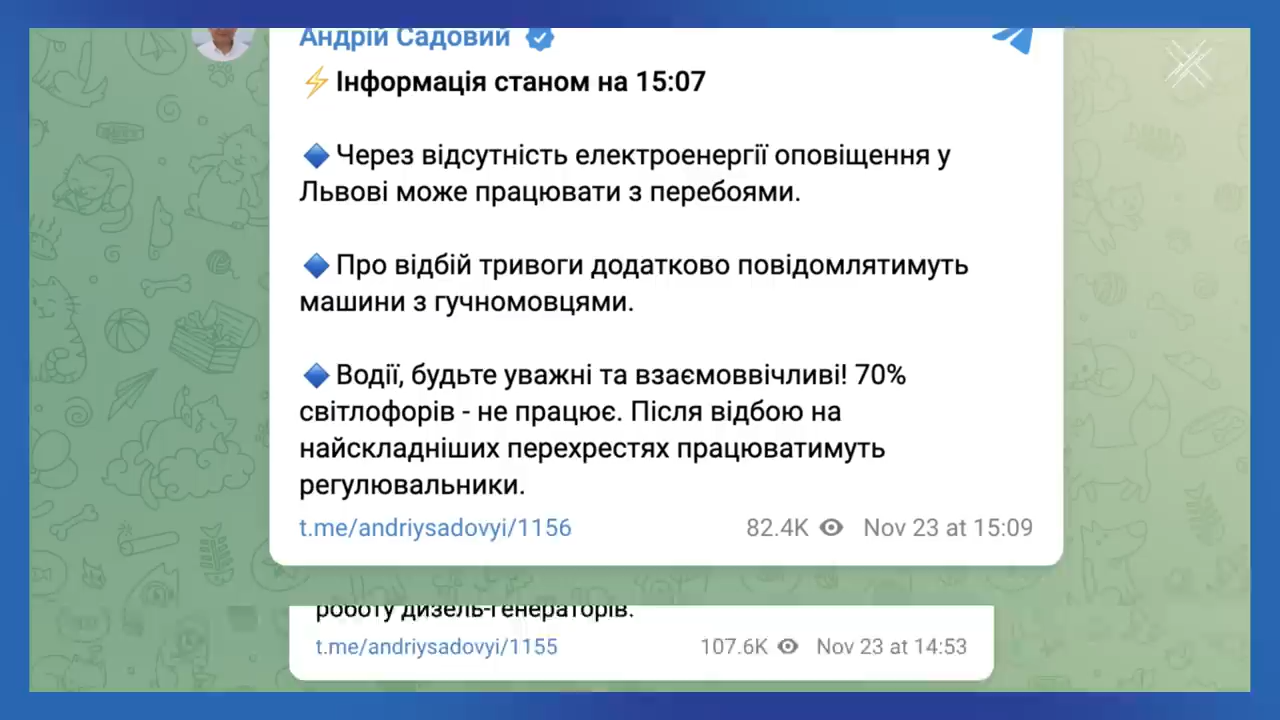 Андрій Садовий
Інформація станом на 15:07
Через відсутність електроенергії оповіщення у
Львові може працювати з перебоями.
Про відбій тривоги додатково повідомлятимуть
машини з гучномовцями.
Водії, будьте уважні та взаємоввічливі! 70%
світлофорів - не працює. Після відбою на
найскладніших перехрестях працюватимуть
регулювальники.
t.me/andriysadovyi/1156 82.4K Nov 23 at 15:09
роботу дизель-генераторів.
t.me/andriysadovyi/1155 107.6K Nov 23 at 14:53